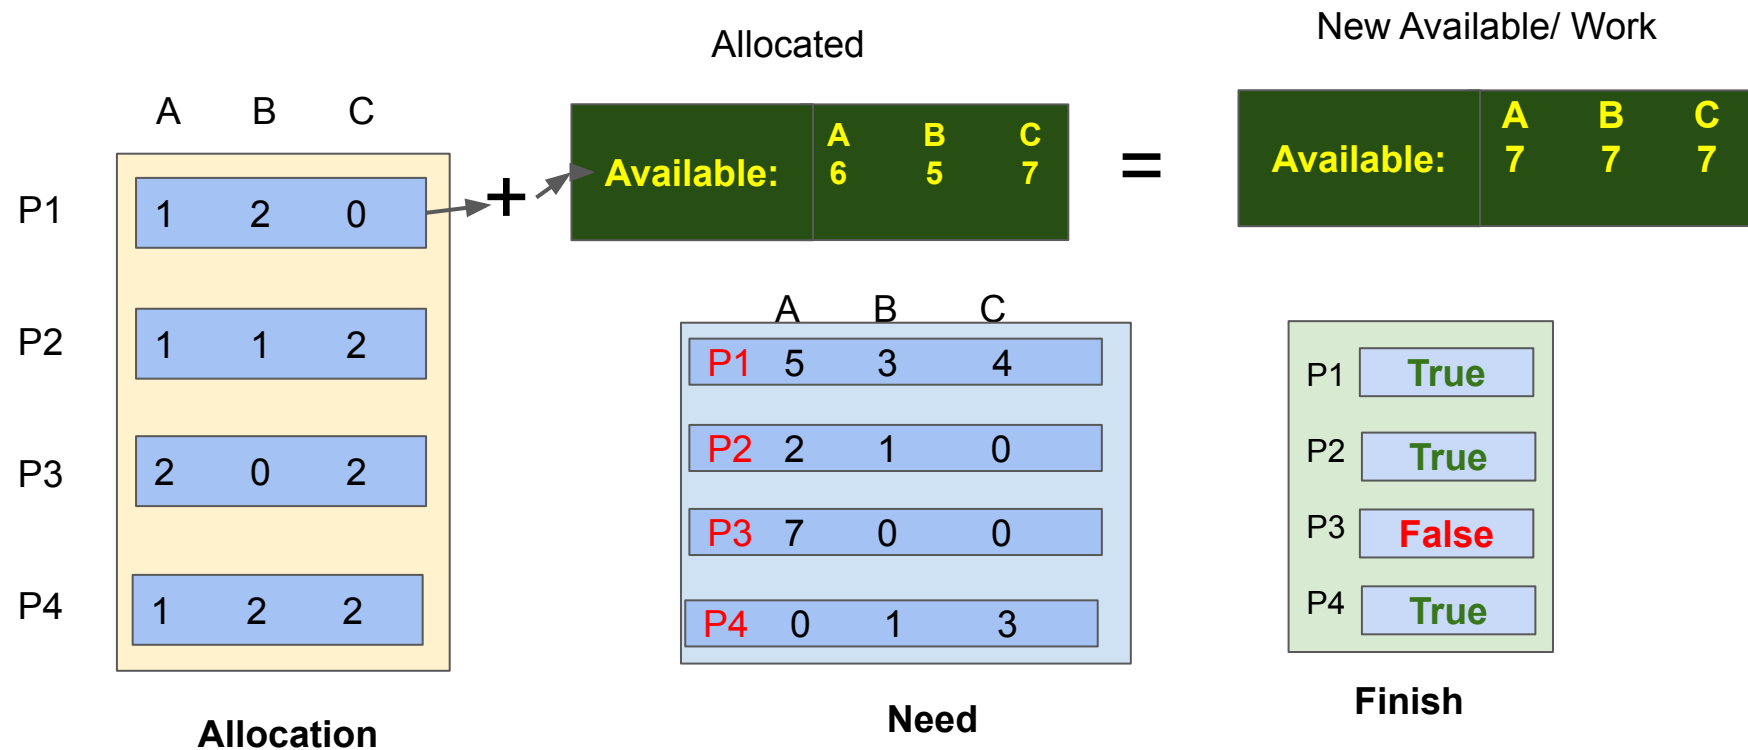 Allocated
New Available/ Work
A B C
P1 1 2 0
P2 1 1 2
P3 2 0 2
P4 1 2 2
Allocation
+
A B C
Available: 6 5 7
=
A B C
Available: 7 7 7
A B C
P1 5 3 4
P2 2 1 0
P3 7 0 0
P4 0 1 3
Need
P1 True
P2 True
P3 False
P4 True
Finish